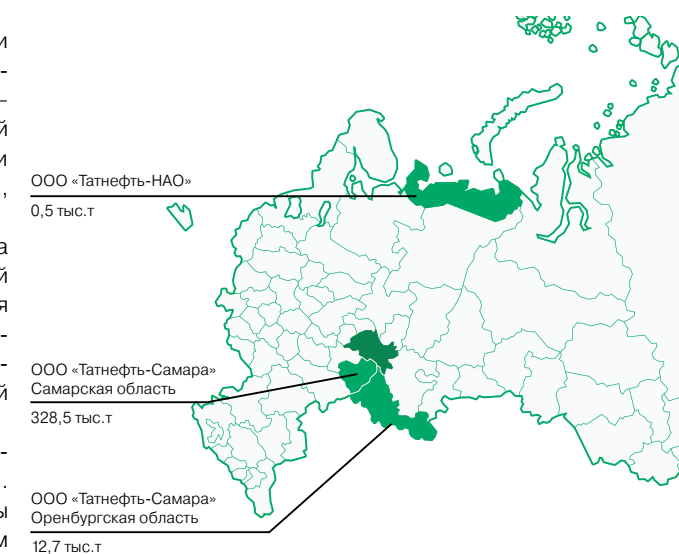 ООО «Татнефть-НАО»
0,5 тыс.т
ООО «Татнефть-Самара»
Самарская область
328,5 тыс.т
ООО «Татнефть-Самара»
Оренбургская область
12,7 тыс.т